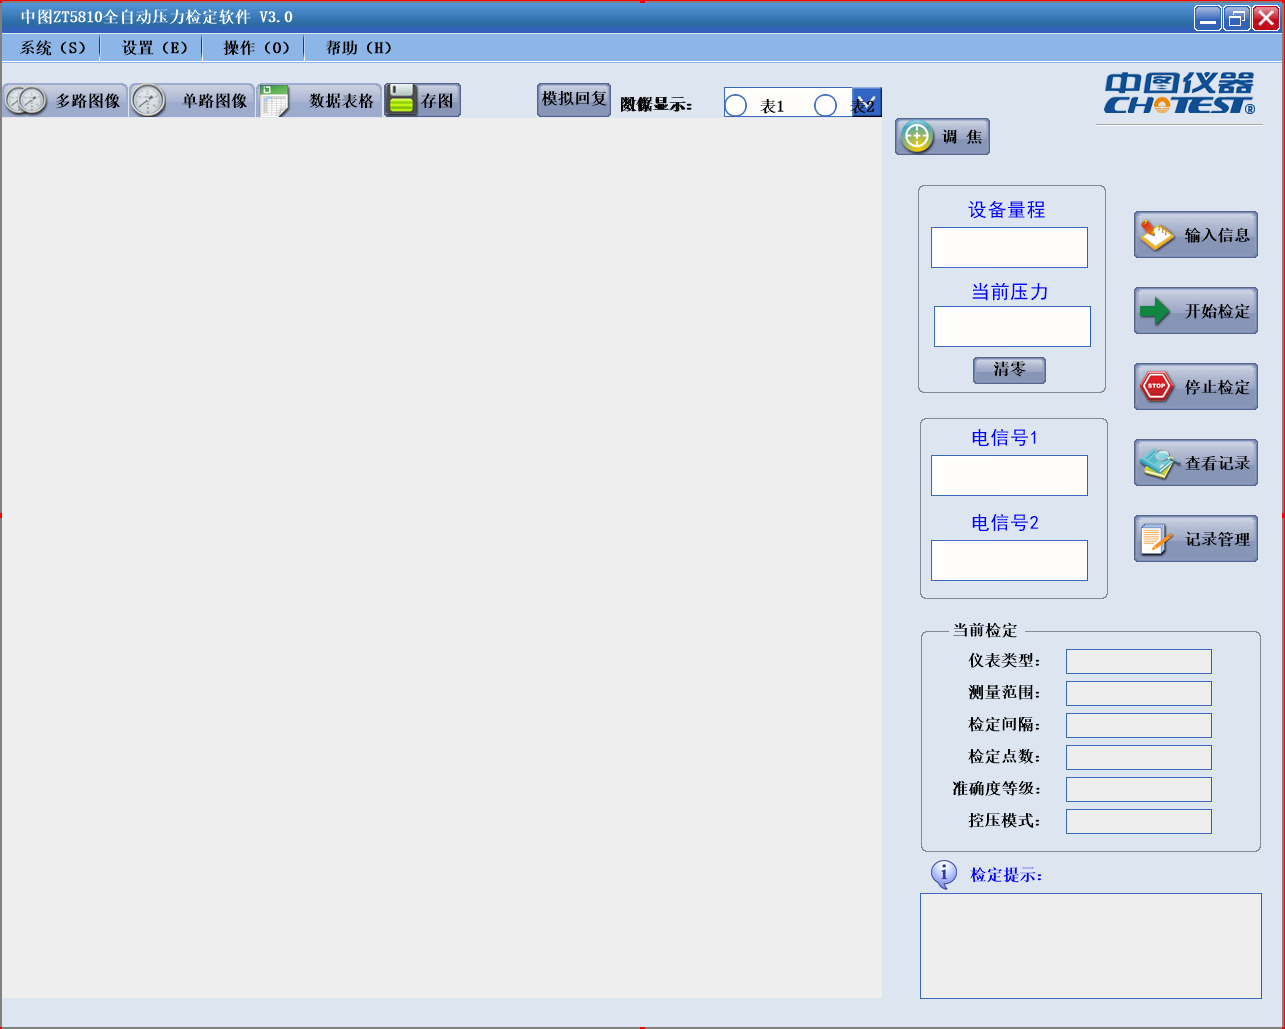 中图ZT5810全自动压力检定软件 V3.0
系统(S) 设置(E) 操作(O) 帮助(H)
多路图像 单路图像 数据表格 存图 模拟回复 显示: 表1 表2
中图仪器
CHOTEST®
调 焦
设备量程
当前压力
清零
电信号1
电信号2
输入信息
开始检定
STOP 停止检定
查看记录
记录管理
当前检定
仪表类型:
测量范围:
检定间隔:
检定点数:
准确度等级:
控压模式:
检定提示: